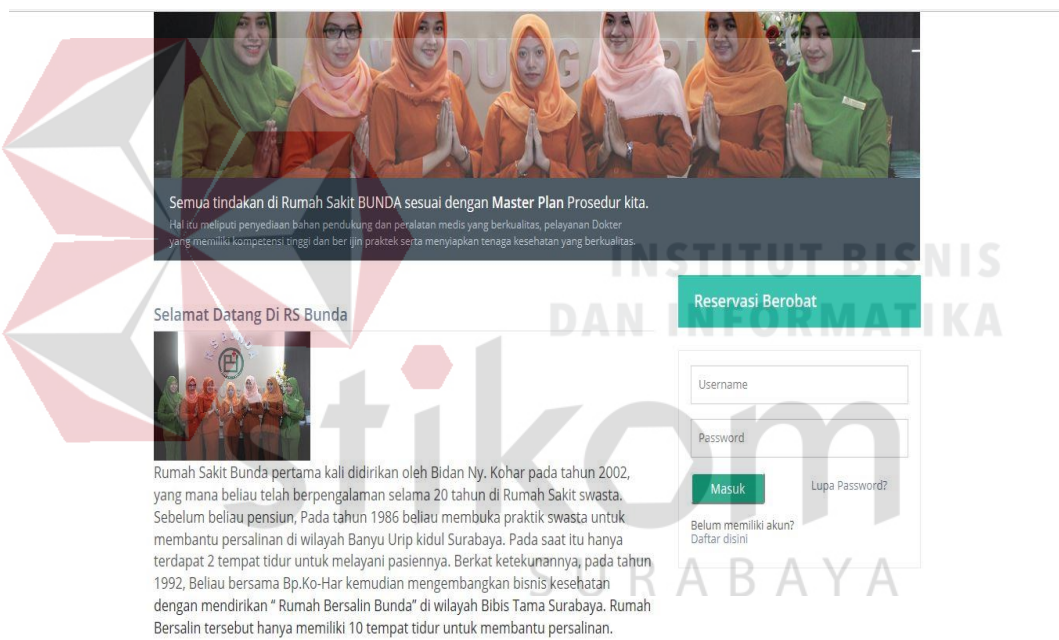 Semua tindakan di Rumah Sakit BUNDA sesuai dengan Master Plan Prosedur kita.
Hal itu meliputi penyediaan bahan pendukung dan peralatan medis yang berkualitas, pelayanan Dokter
yang memiliki kompetensi tinggi dan ber ijin praktek serta menyiapkan tenaga kesehatan yang berkualitas.
INSTITUT BISNIS
DAN INFORMATIKA
stikom
SURABAYA
Selamat Datang Di RS Bunda
RS BUNDA
Rumah Sakit Bunda pertama kali didirikan oleh Bidan Ny. Kohar pada tahun 2002,
yang mana beliau telah berpengalaman selama 20 tahun di Rumah Sakit swasta.
Sebelum beliau pensiun, Pada tahun 1986 beliau membuka praktik swasta untuk
membantu persalinan di wilayah Banyu Urip kidul Surabaya. Pada saat itu hanya
terdapat 2 tempat tidur untuk melayani pasiennya. Berkat ketekunannya, pada tahun
1992, Beliau bersama Bp.Ko-Har kemudian mengembangkan bisnis kesehatan
dengan mendirikan “ Rumah Bersalin Bunda” di wilayah Bibis Tama Surabaya. Rumah
Bersalin tersebut hanya memiliki 10 tempat tidur untuk membantu persalinan.
Reservasi Berobat
Username
Password
Masuk
Lupa Password?
Belum memiliki akun?
Daftar disini